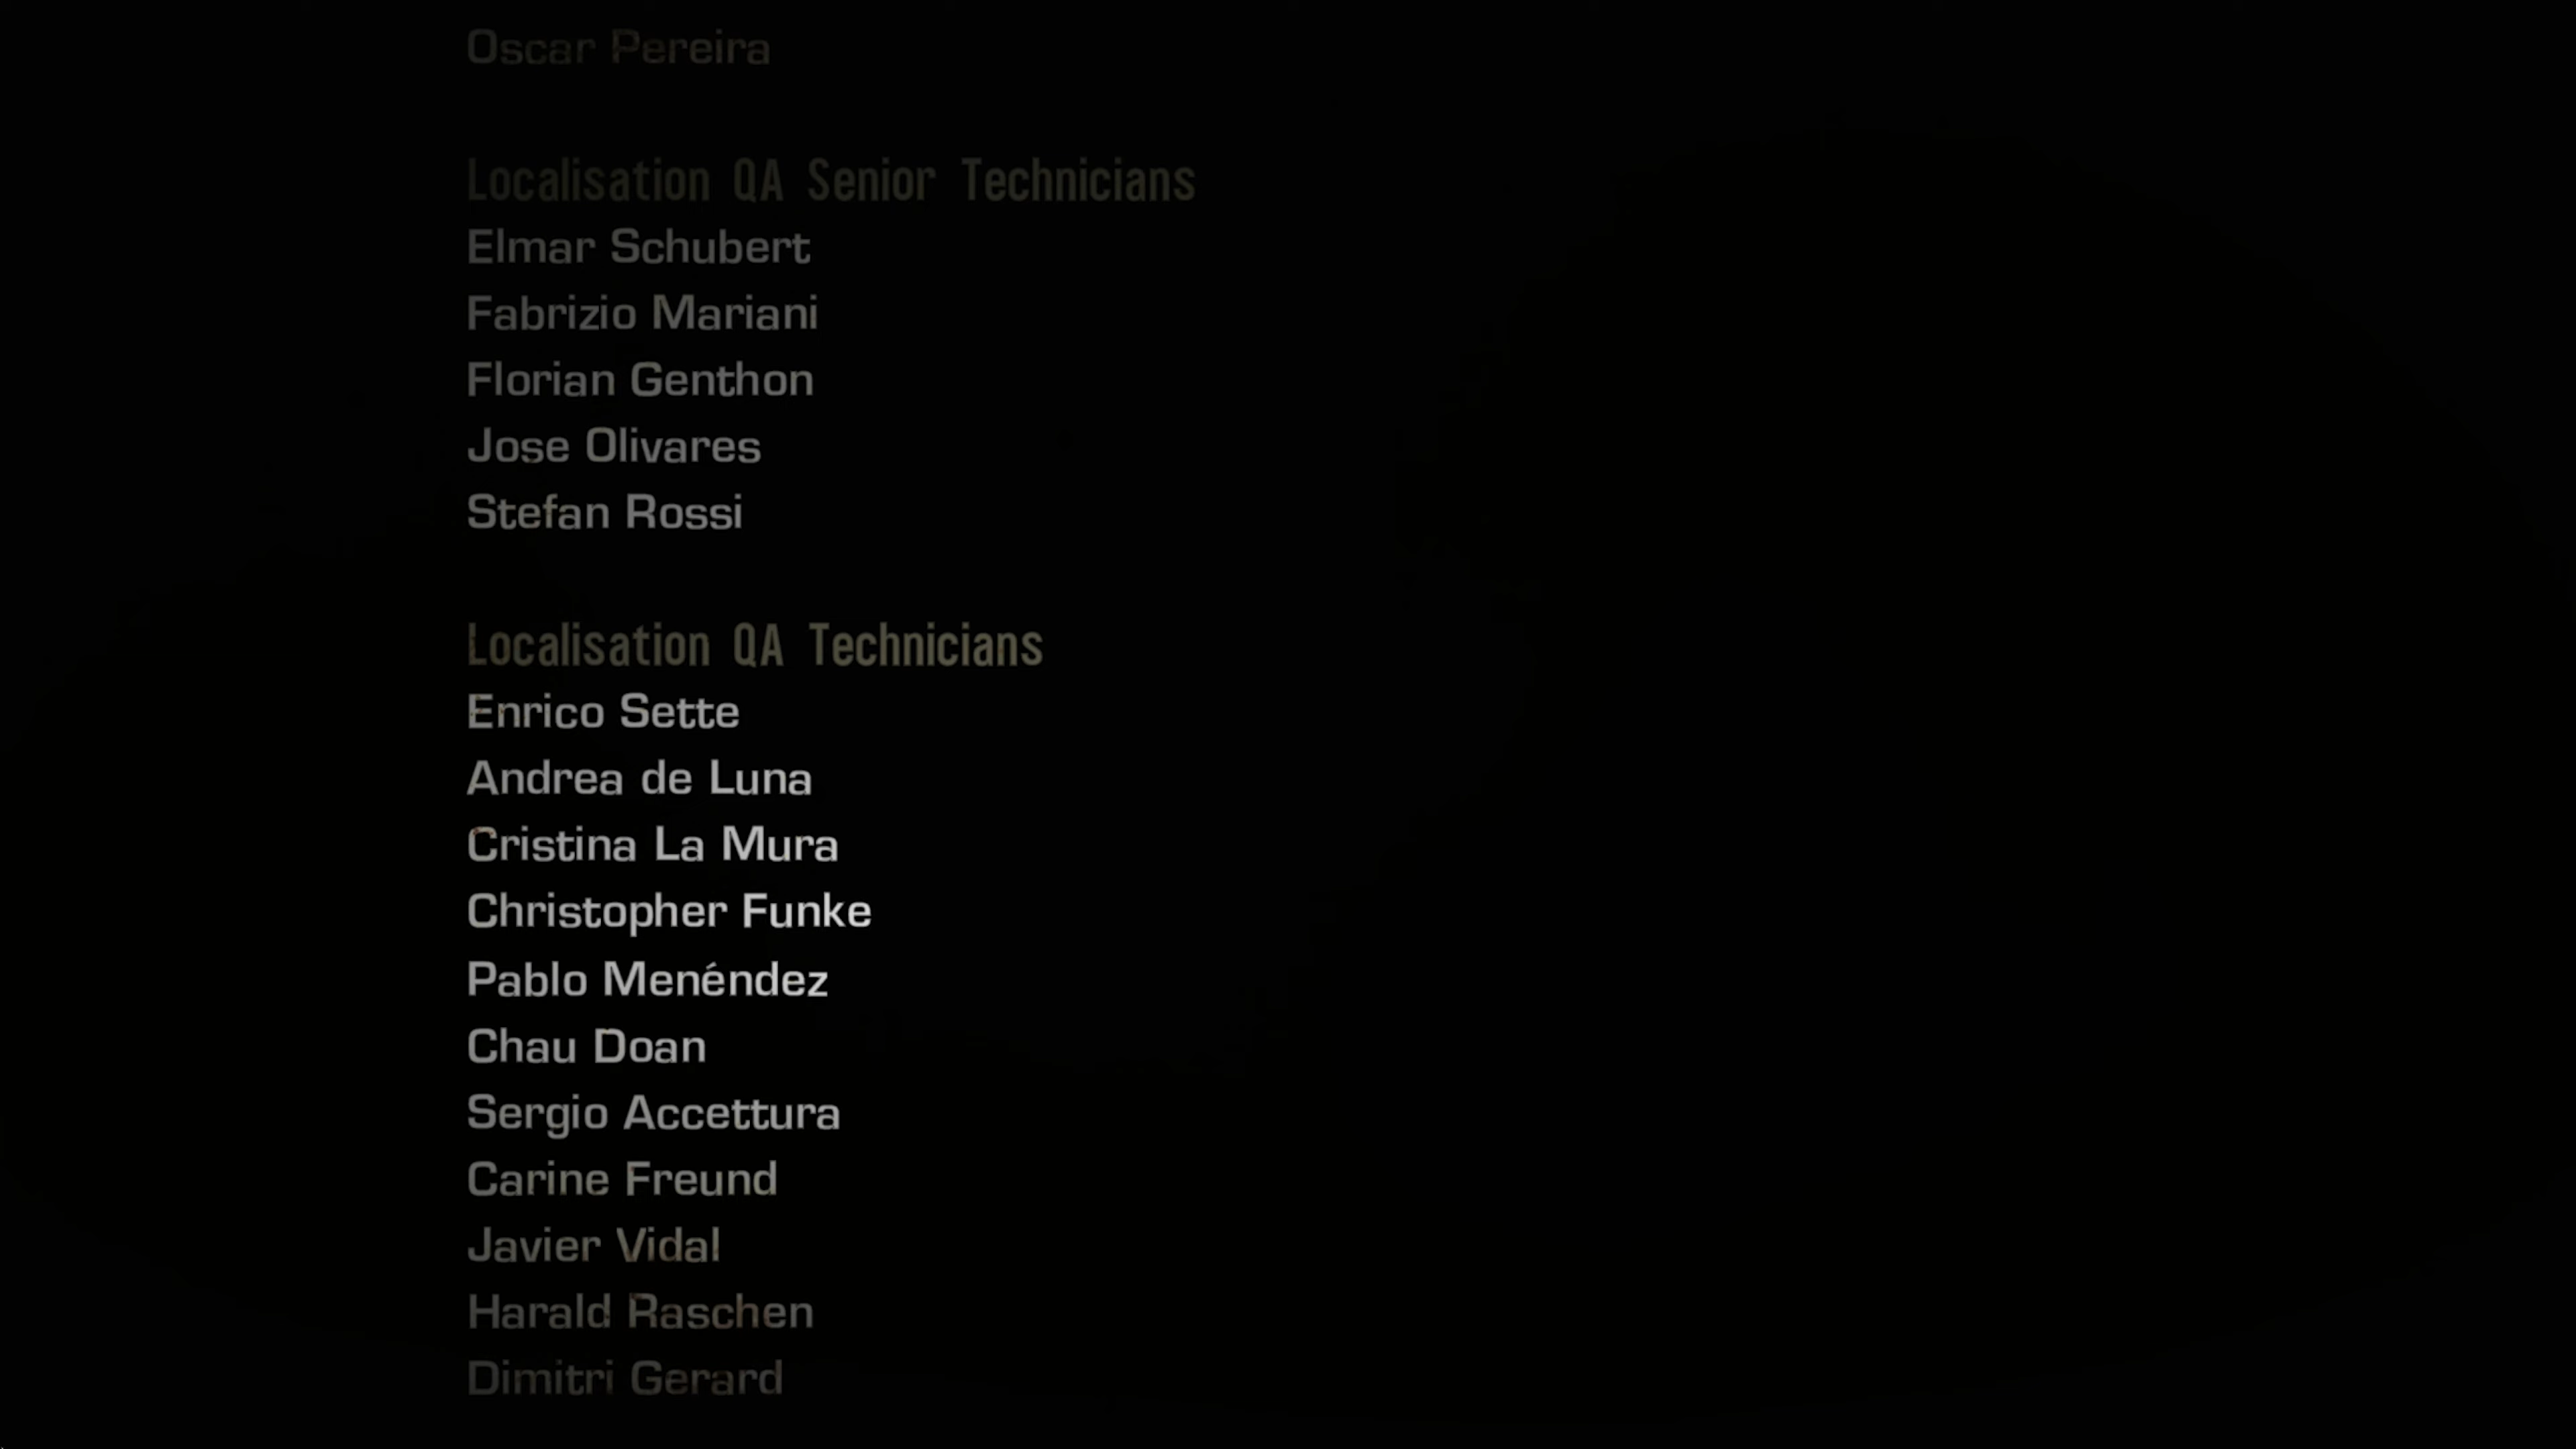 Oscar Pereira
Localisation QA Senior Technicians
Elmar Schubert
Fabrizio Mariani
Florian Genthon
Jose Olivares
Stefan Rossi
Localisation QA Technicians
Enrico Sette
Andrea de Luna
Cristina La Mura
Christopher Funke
Pablo Menéndez
Chau Doan
Sergio Accettura
Carine Freund
Javier Vidal
Harald Raschen
Dimitri Gerard